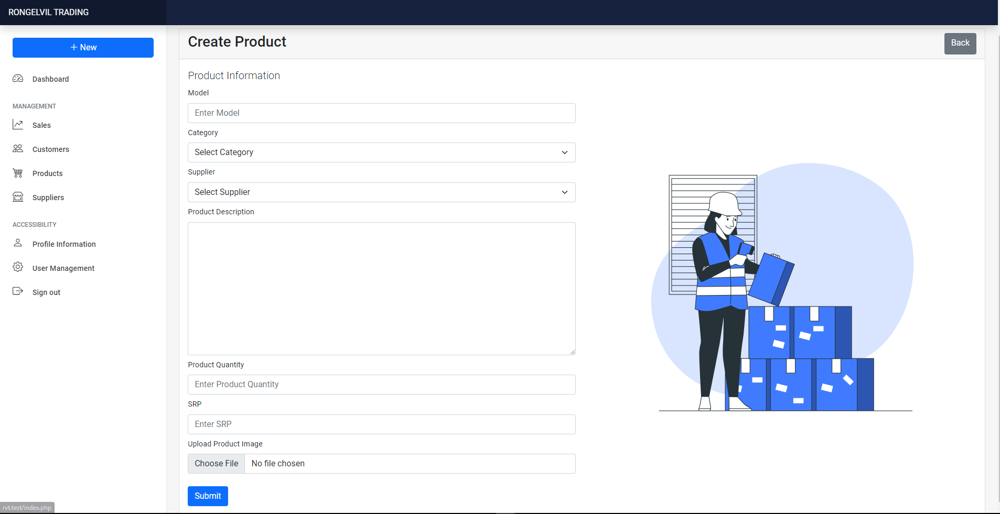 RONGELVIL TRADING
+ New
Dashboard
MANAGEMENT
Sales
Customers
Products
Suppliers
ACCESSIBILITY
Profile Information
User Management
Sign out
Create Product
Back
Product Information
Model
Enter Model
Category
Select Category
Supplier
Select Supplier
Product Description
Product Quantity
Enter Product Quantity
SRP
Enter SRP
Upload Product Image
Choose File No file chosen
Submit
rvt.test/index.php